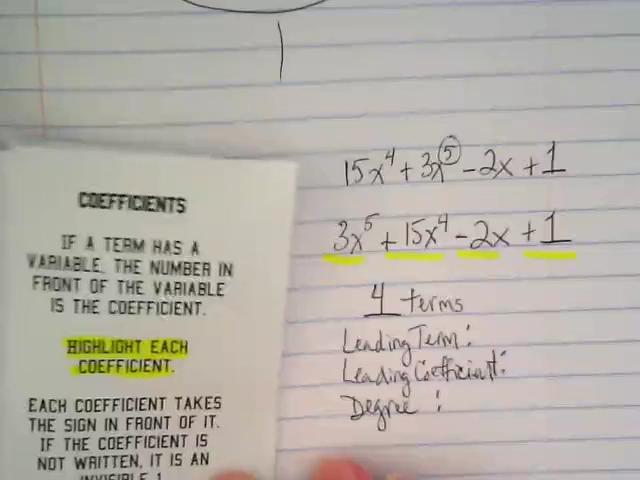 COEFFICIENTS
IF A TERM HAS A
VARIABLE, THE NUMBER IN
FRONT OF THE VARIABLE
IS THE COEFFICIENT.
HIGHLIGHT EACH
COEFFICIENT.
EACH COEFFICIENT TAKES
THE SIGN IN FRONT OF IT.
IF THE COEFFICIENT IS
NOT WRITTEN, IT IS AN
INVISIBLE 1
15x⁴ + 3x⁵ - 2x + 1
3x⁵ + 15x⁴ - 2x + 1
4 terms
Leading Term:
Leading Coefficient:
Degree :